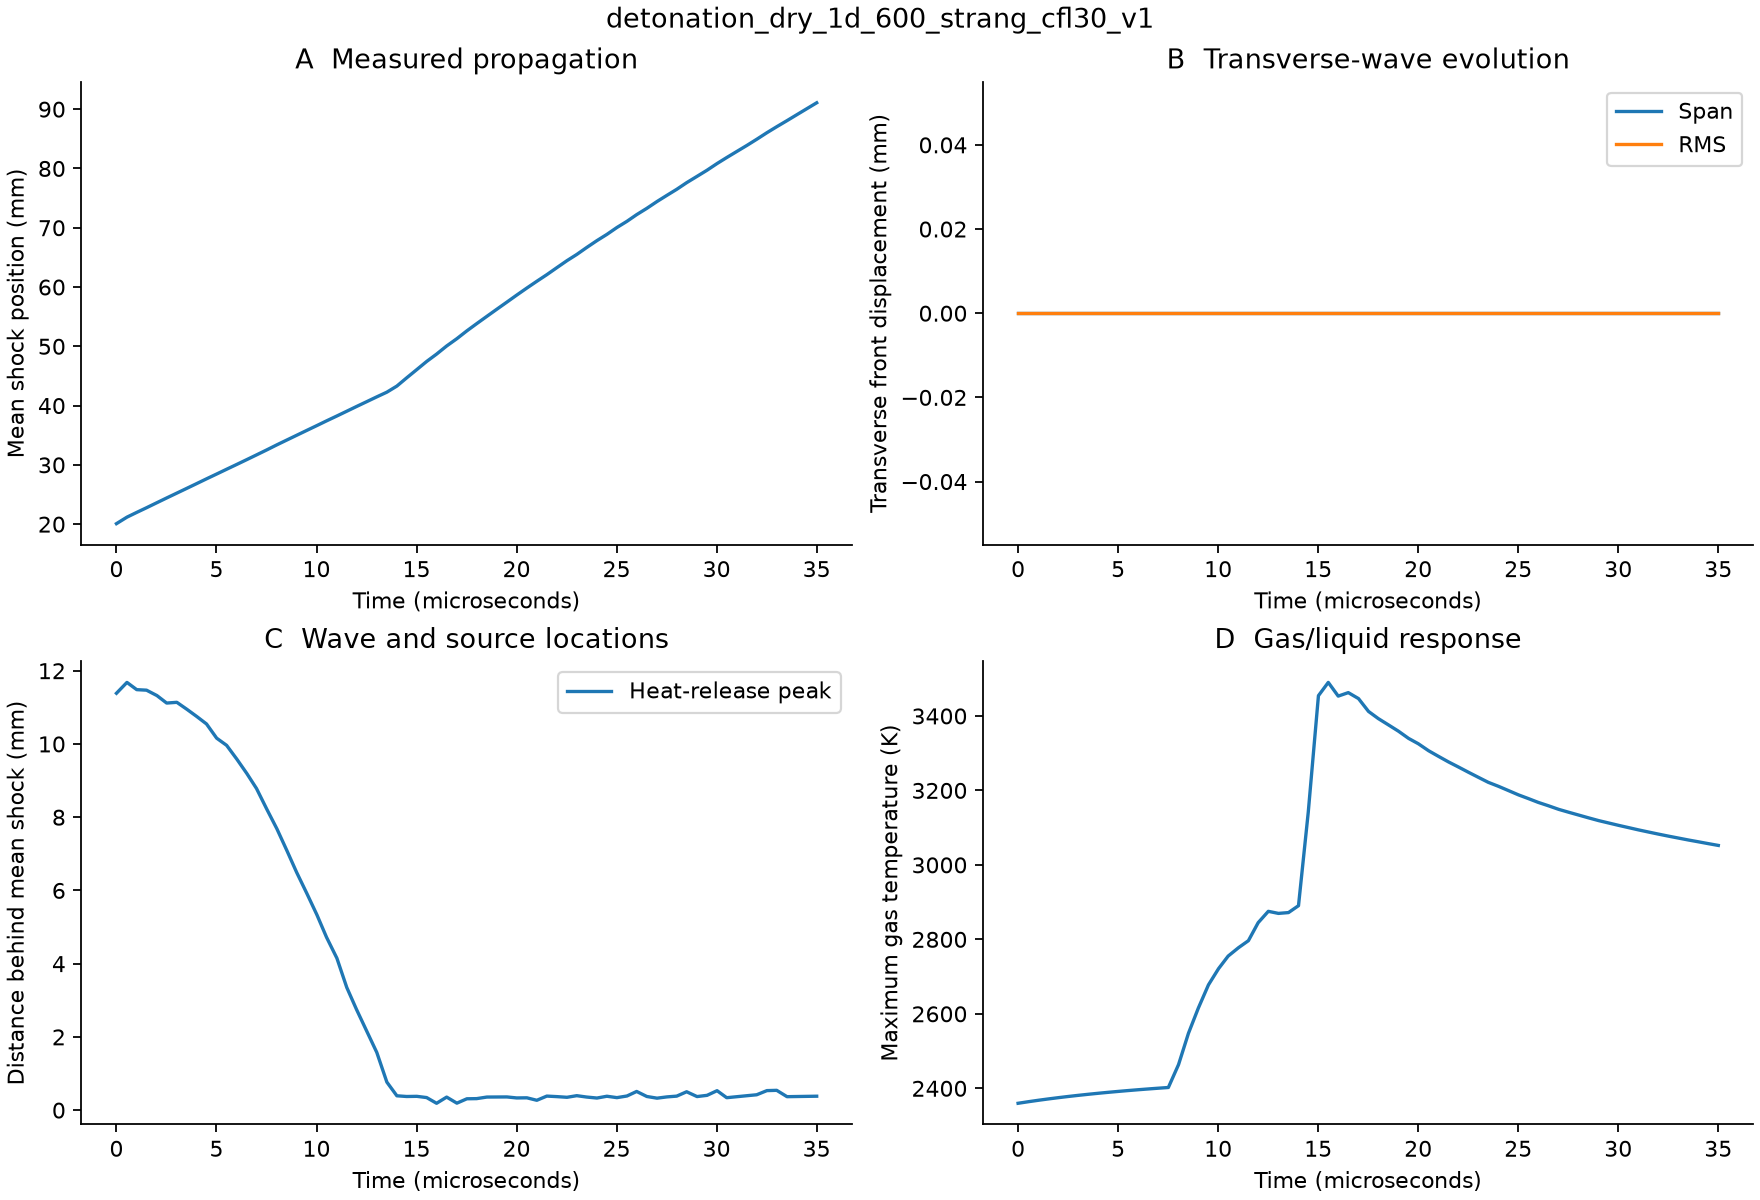 detonation_dry_1d_600_strang_cfl30_v1
A  Measured propagation
Mean shock position (mm)
90
80
70
60
50
40
30
20
0 5 10 15 20 25 30 35
Time (microseconds)
B  Transverse-wave evolution
Transverse front displacement (mm)
0.04
0.02
0.00
−0.02
−0.04
Span
RMS
0 5 10 15 20 25 30 35
Time (microseconds)
C  Wave and source locations
Distance behind mean shock (mm)
12
10
8
6
4
2
0
Heat-release peak
0 5 10 15 20 25 30 35
Time (microseconds)
D  Gas/liquid response
Maximum gas temperature (K)
3400
3200
3000
2800
2600
2400
0 5 10 15 20 25 30 35
Time (microseconds)